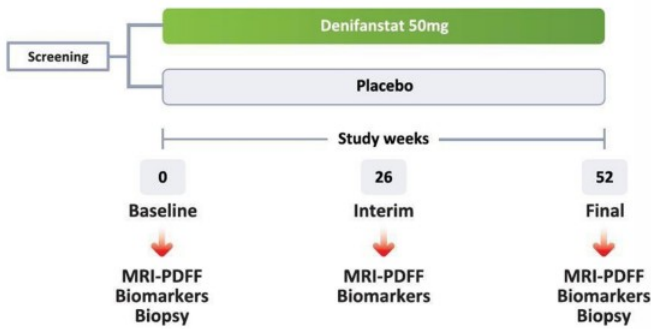 Denifanstat 50mg
Screening
Placebo
Study weeks
0 26 52
Baseline Interim Final
MRI-PDFF MRI-PDFF MRI-PDFF
Biomarkers Biomarkers Biomarkers
Biopsy Biopsy